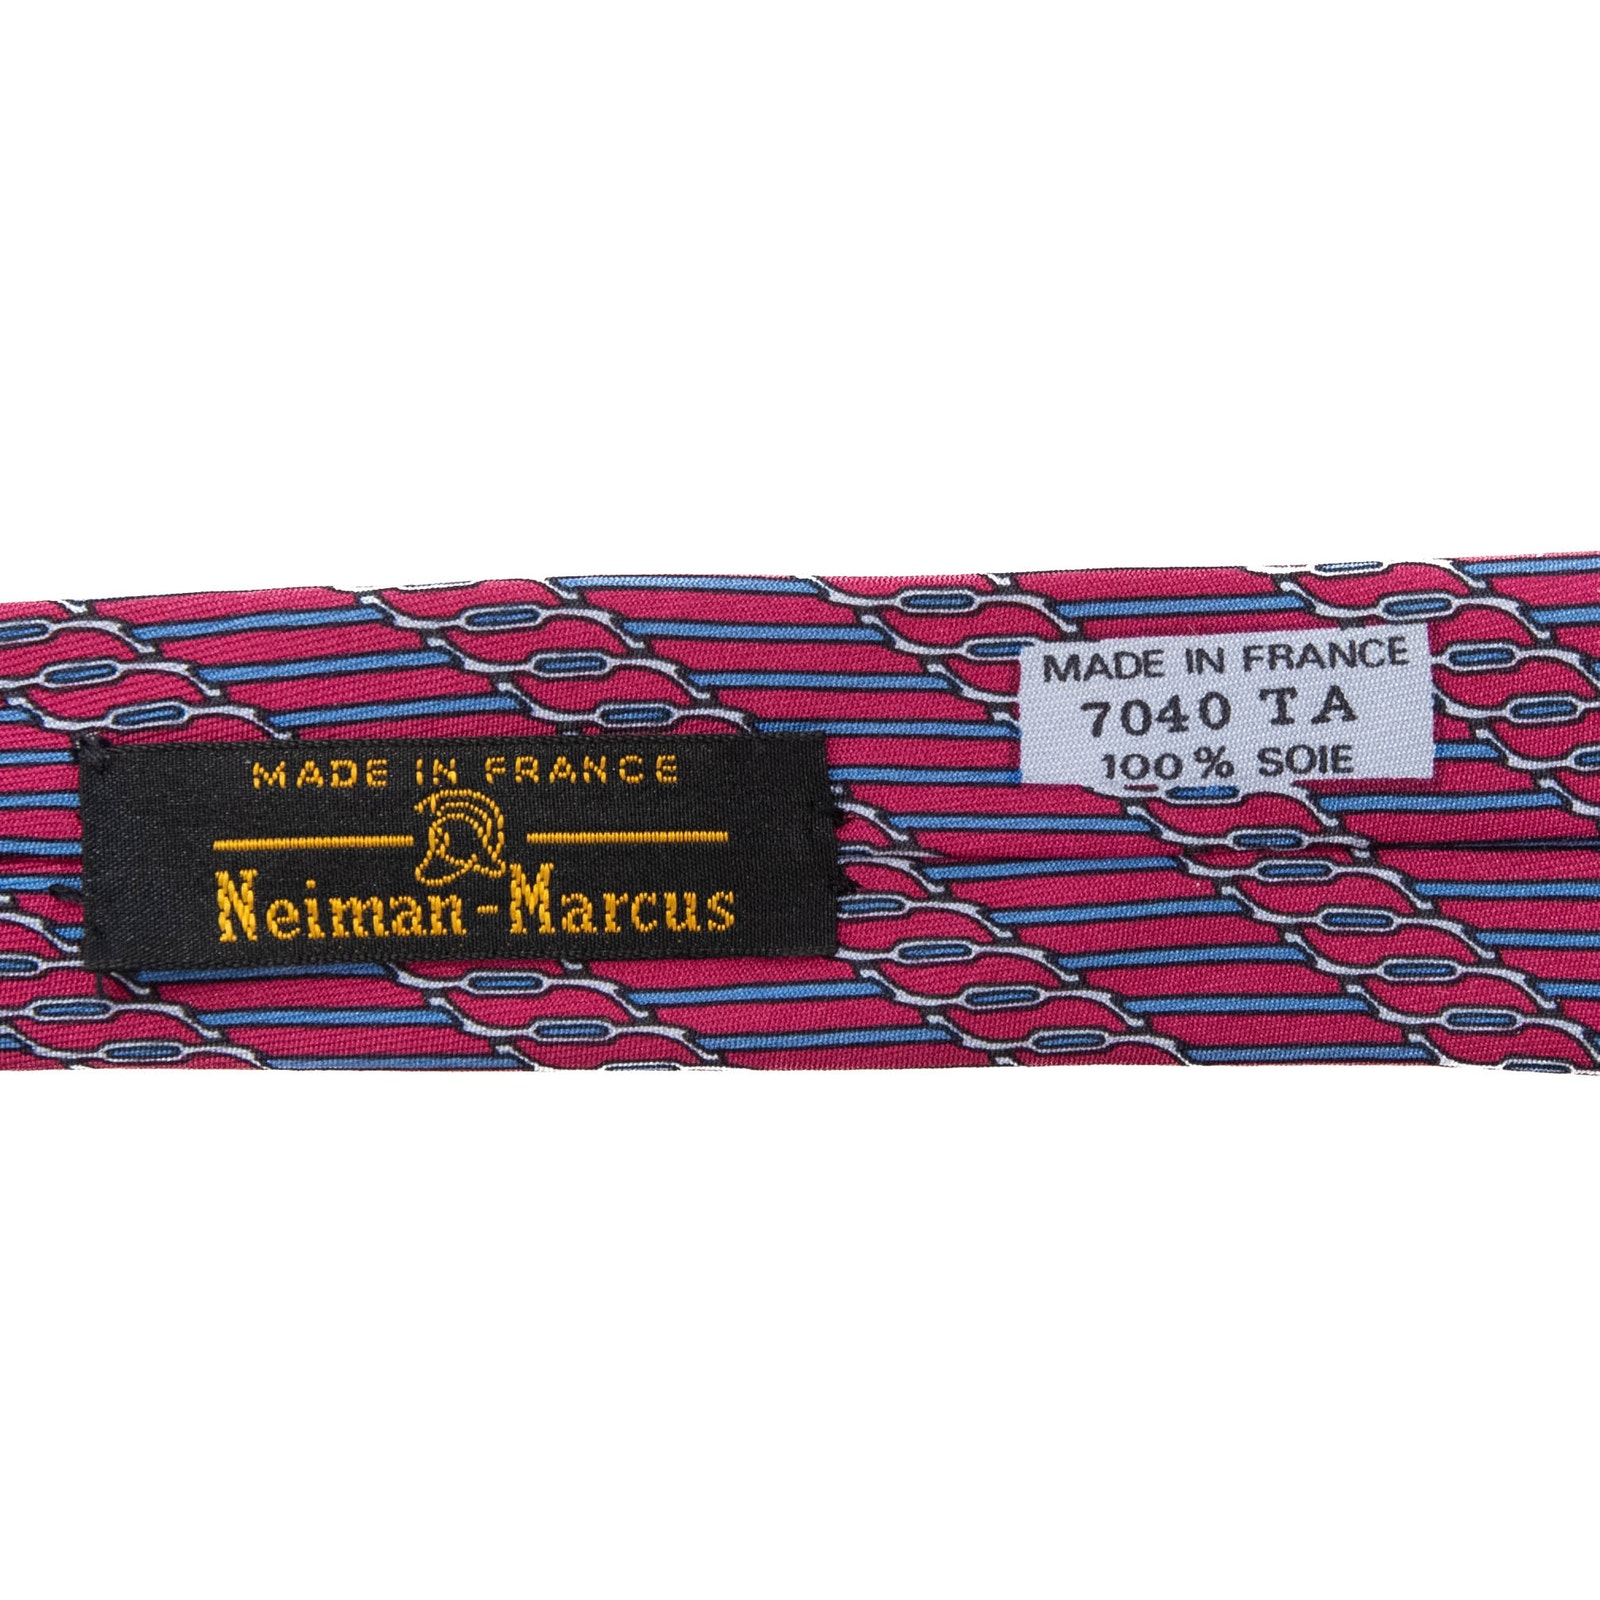 MADE IN FRANCE
Neiman-Marcus
MADE IN FRANCE
7040 TA
100% SOIE